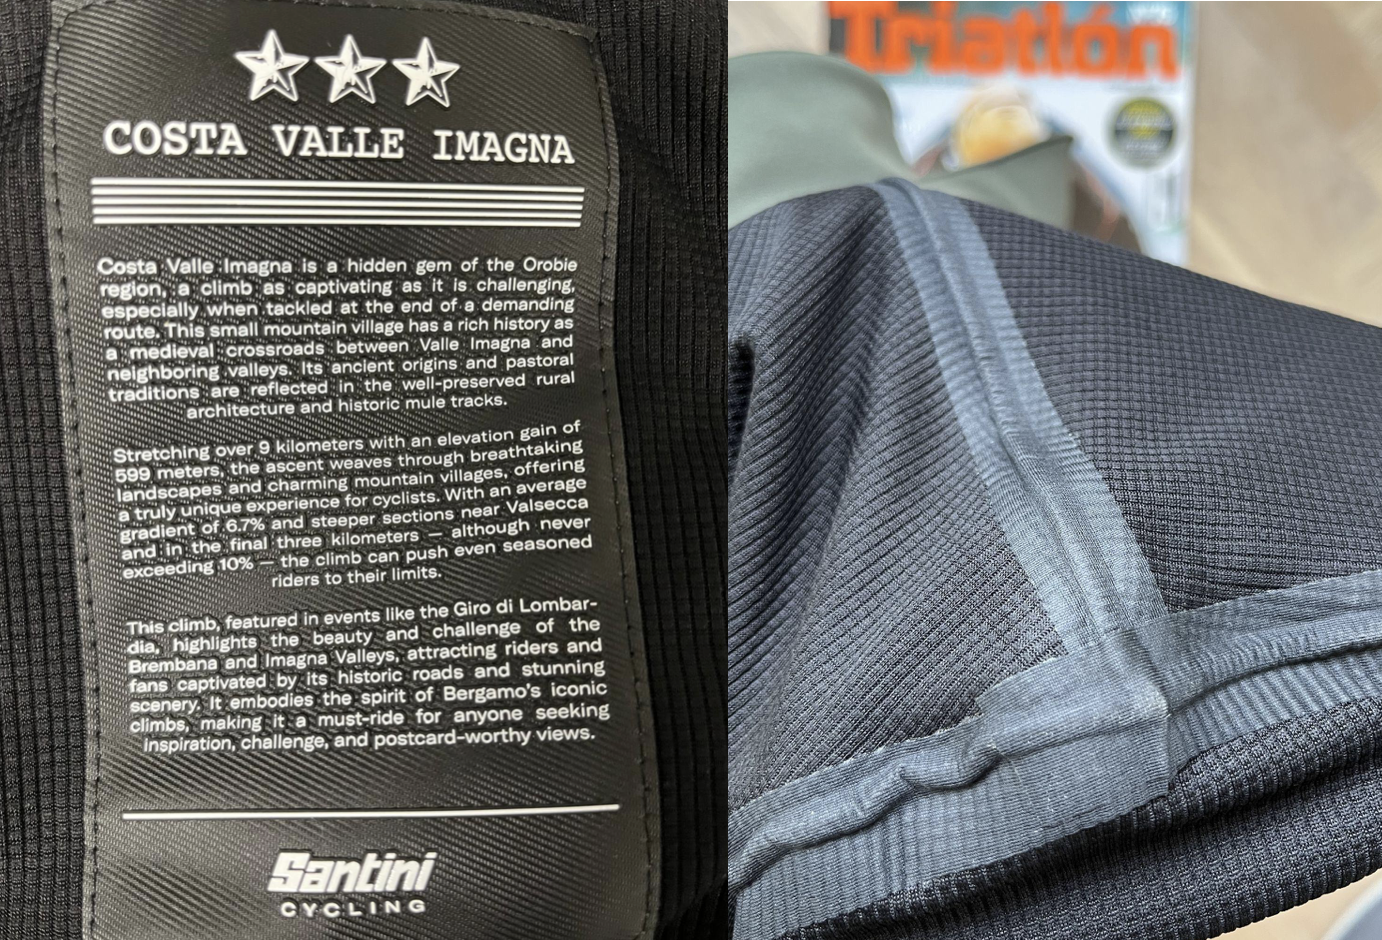 COSTA VALLE IMAGNA
Costa Valle Imagna is a hidden gem of the Orobie
region, a climb as captivating as it is challenging,
especially when tackled at the end of a demanding
route. This small mountain village has a rich history as
a medieval crossroads between Valle Imagna and
neighboring valleys. Its ancient origins and pastoral
traditions are reflected in the well-preserved rural
architecture and historic mule tracks.
Stretching over 9 kilometers with an elevation gain of
599 meters, the ascent weaves through breathtaking
landscapes and charming mountain villages, offering
a truly unique experience for cyclists. With an average
gradient of 6.7% and steeper sections near Valsecca
and in the final three kilometers — although never
exceeding 10% — the climb can push even seasoned
riders to their limits.
This climb, featured in events like the Giro di Lombar-
dia, highlights the beauty and challenge of the
Brembana and Imagna Valleys, attracting riders and
fans captivated by its historic roads and stunning
scenery. It embodies the spirit of Bergamo's iconic
climbs, making it a must-ride for anyone seeking
inspiration, challenge, and postcard-worthy views.
Santini
CYCLING
Triatlón